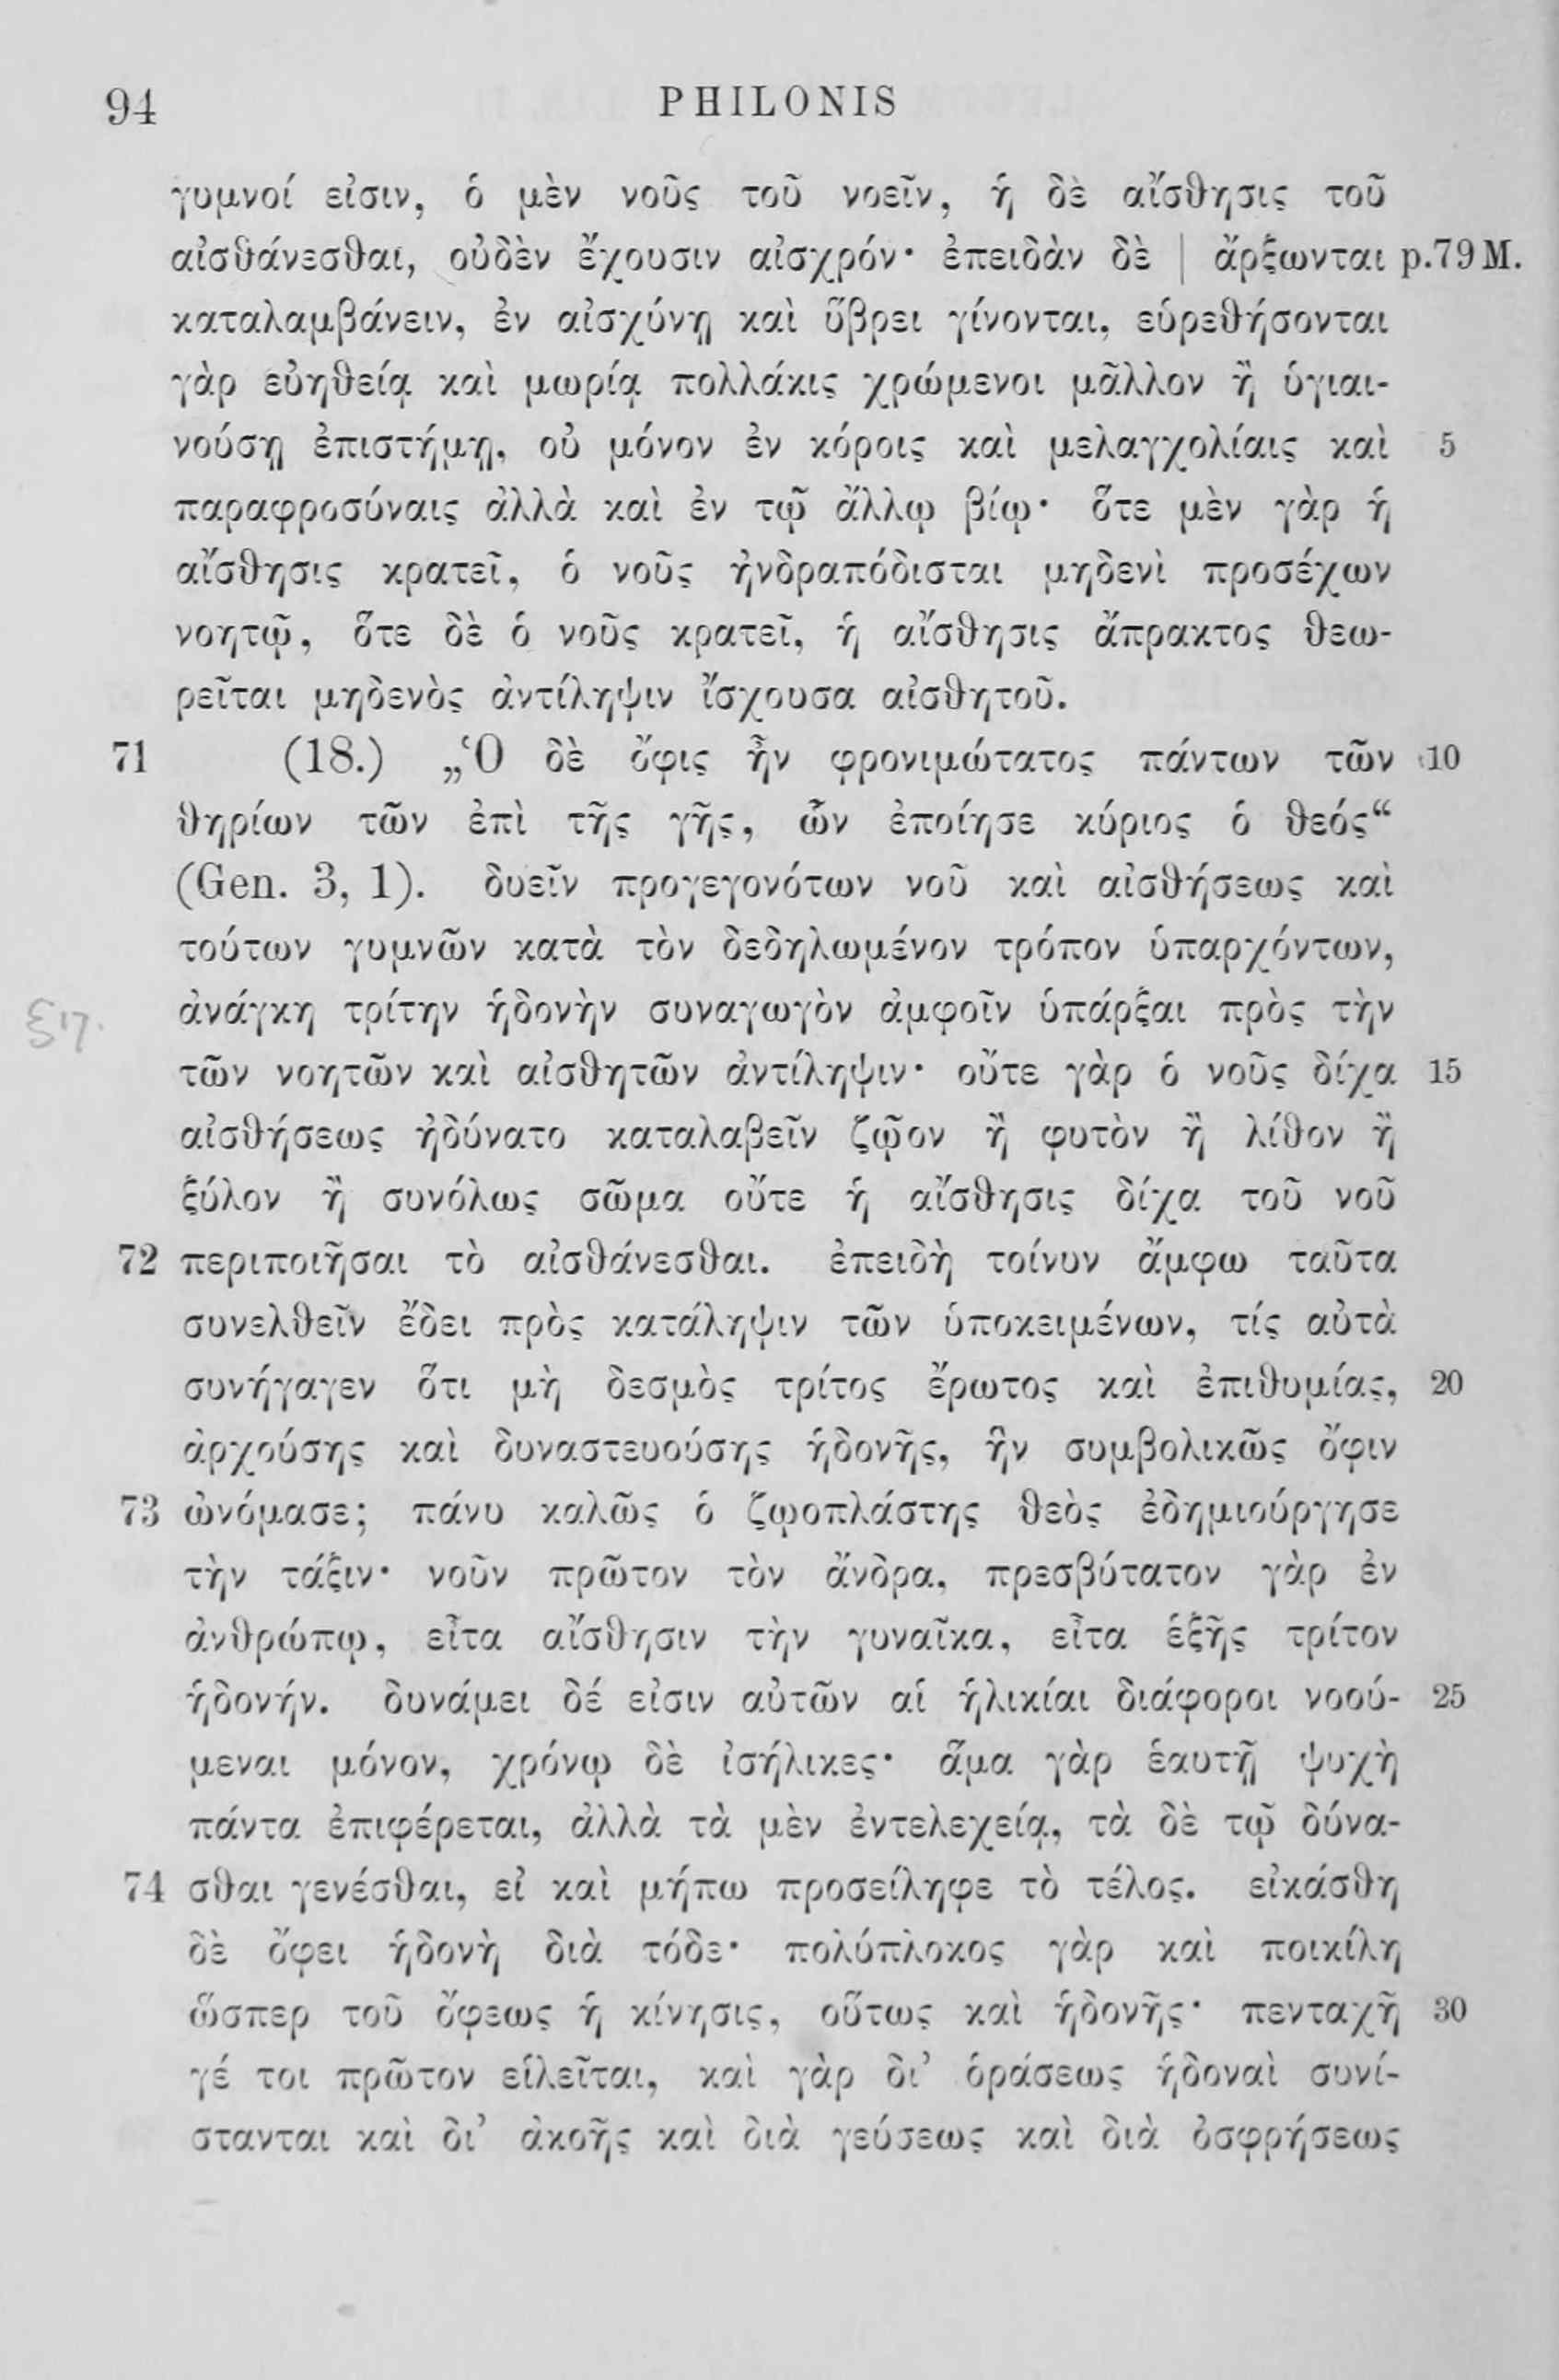 94 PHILONIS
γυμνοί εἰσιν, ὁ μὲν νοῦς τοῦ νοεῖν, ἡ δὲ αἴσθησις τοῦ
αἰσθάνεσθαι, οὐδὲν ἔχουσιν αἰσχρόν· ἐπειδὰν δὲ | ἄρξωνται p.79 M.
καταλαμβάνειν, ἐν αἰσχύνῃ καὶ ὕβρει γίνονται, εὑρεθήσονται
γὰρ εὐηθείᾳ καὶ μωρίᾳ πολλάκις χρώμενοι μᾶλλον ἢ ὑγιαι-
νούσῃ ἐπιστήμῃ, οὐ μόνον ἐν κόροις καὶ μελαγχολίαις καὶ 5
παραφροσύναις ἀλλὰ καὶ ἐν τῷ ἄλλῳ βίῳ· ὅτε μὲν γὰρ ἡ
αἴσθησις κρατεῖ, ὁ νοῦς ἠνδραπόδισται μηδενὶ προσέχων
νοητῷ, ὅτε δὲ ὁ νοῦς κρατεῖ, ἡ αἴσθησις ἄπρακτος θεω-
ρεῖται μηδενὸς ἀντίληψιν ἴσχουσα αἰσθητοῦ.
71 (18.) „Ὁ δὲ ὄφις ἦν φρονιμώτατος πάντων τῶν 10
θηρίων τῶν ἐπὶ τῆς γῆς, ὧν ἐποίησε κύριος ὁ θεός“
(Gen. 3, 1). δυεῖν προγεγονότων νοῦ καὶ αἰσθήσεως καὶ
τούτων γυμνῶν κατὰ τὸν δεδηλωμένον τρόπον ὑπαρχόντων,
§17. ἀνάγκη τρίτην ἡδονὴν συναγωγὸν ἀμφοῖν ὑπάρξαι πρὸς τὴν
τῶν νοητῶν καὶ αἰσθητῶν ἀντίληψιν· οὔτε γὰρ ὁ νοῦς δίχα 15
αἰσθήσεως ἠδύνατο καταλαβεῖν ζῷον ἢ φυτὸν ἢ λίθον ἢ
ξύλον ἢ συνόλως σῶμα οὔτε ἡ αἴσθησις δίχα τοῦ νοῦ
72 περιποιῆσαι τὸ αἰσθάνεσθαι. ἐπειδὴ τοίνυν ἄμφω ταῦτα
συνελθεῖν ἔδει πρὸς κατάληψιν τῶν ὑποκειμένων, τίς αὐτὰ
συνήγαγεν ὅτι μὴ δεσμὸς τρίτος ἔρωτος καὶ ἐπιθυμίας, 20
ἀρχούσης καὶ δυναστευούσης ἡδονῆς, ἣν συμβολικῶς ὄφιν
73 ὠνόμασε; πάνυ καλῶς ὁ ζῳοπλάστης θεὸς ἐδημιούργησε
τὴν τάξιν· νοῦν πρῶτον τὸν ἄνδρα, πρεσβύτατον γὰρ ἐν
ἀνθρώπῳ, εἶτα αἴσθησιν τὴν γυναῖκα, εἶτα ἑξῆς τρίτον
ἡδονήν. δυνάμει δέ εἰσιν αὐτῶν αἱ ἡλικίαι διάφοροι νοού- 25
μεναι μόνον, χρόνῳ δὲ ἰσήλικες· ἅμα γὰρ ἑαυτῇ ψυχὴ
πάντα ἐπιφέρεται, ἀλλὰ τὰ μὲν ἐντελεχείᾳ, τὰ δὲ τῷ δύνα-
74 σθαι γενέσθαι, εἰ καὶ μήπω προσείληφε τὸ τέλος. εἰκάσθη
δὲ ὄφει ἡδονὴ διὰ τόδε· πολύπλοκος γὰρ καὶ ποικίλη
ὥσπερ τοῦ ὄφεως ἡ κίνησις, οὕτως καὶ ἡδονῆς· πενταχῇ 30
γέ τοι πρῶτον εἱλεῖται, καὶ γὰρ δι’ ὁράσεως ἡδοναὶ συνί-
στανται καὶ δι’ ἀκοῆς καὶ διὰ γεύσεως καὶ διὰ ὀσφρήσεως